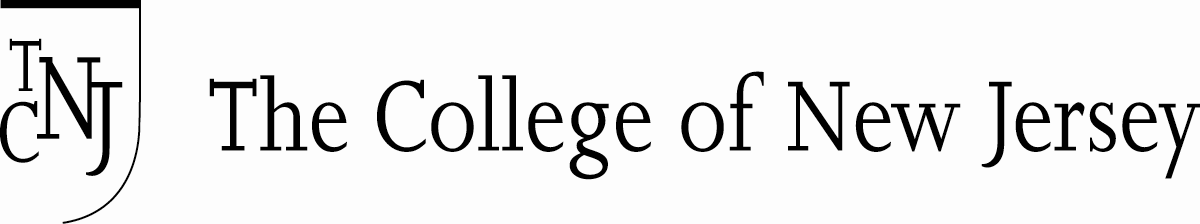 TCNJ
The College of New Jersey